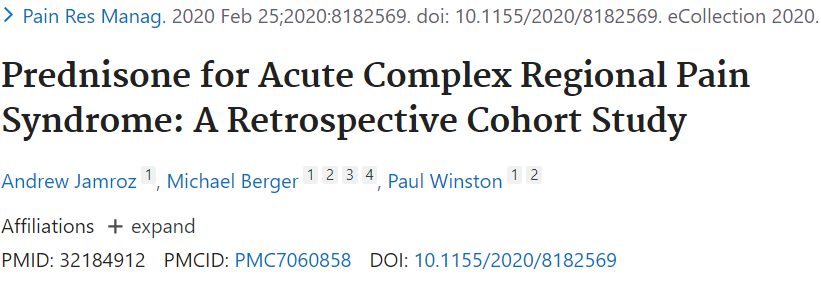 Pain Res Manag. 2020 Feb 25;2020:8182569. doi: 10.1155/2020/8182569. eCollection 2020.
Prednisone for Acute Complex Regional Pain
Syndrome: A Retrospective Cohort Study
Andrew Jamroz 1, Michael Berger 1 2 3 4, Paul Winston 1 2
Affiliations + expand
PMID: 32184912 PMCID: PMC7060858 DOI: 10.1155/2020/8182569